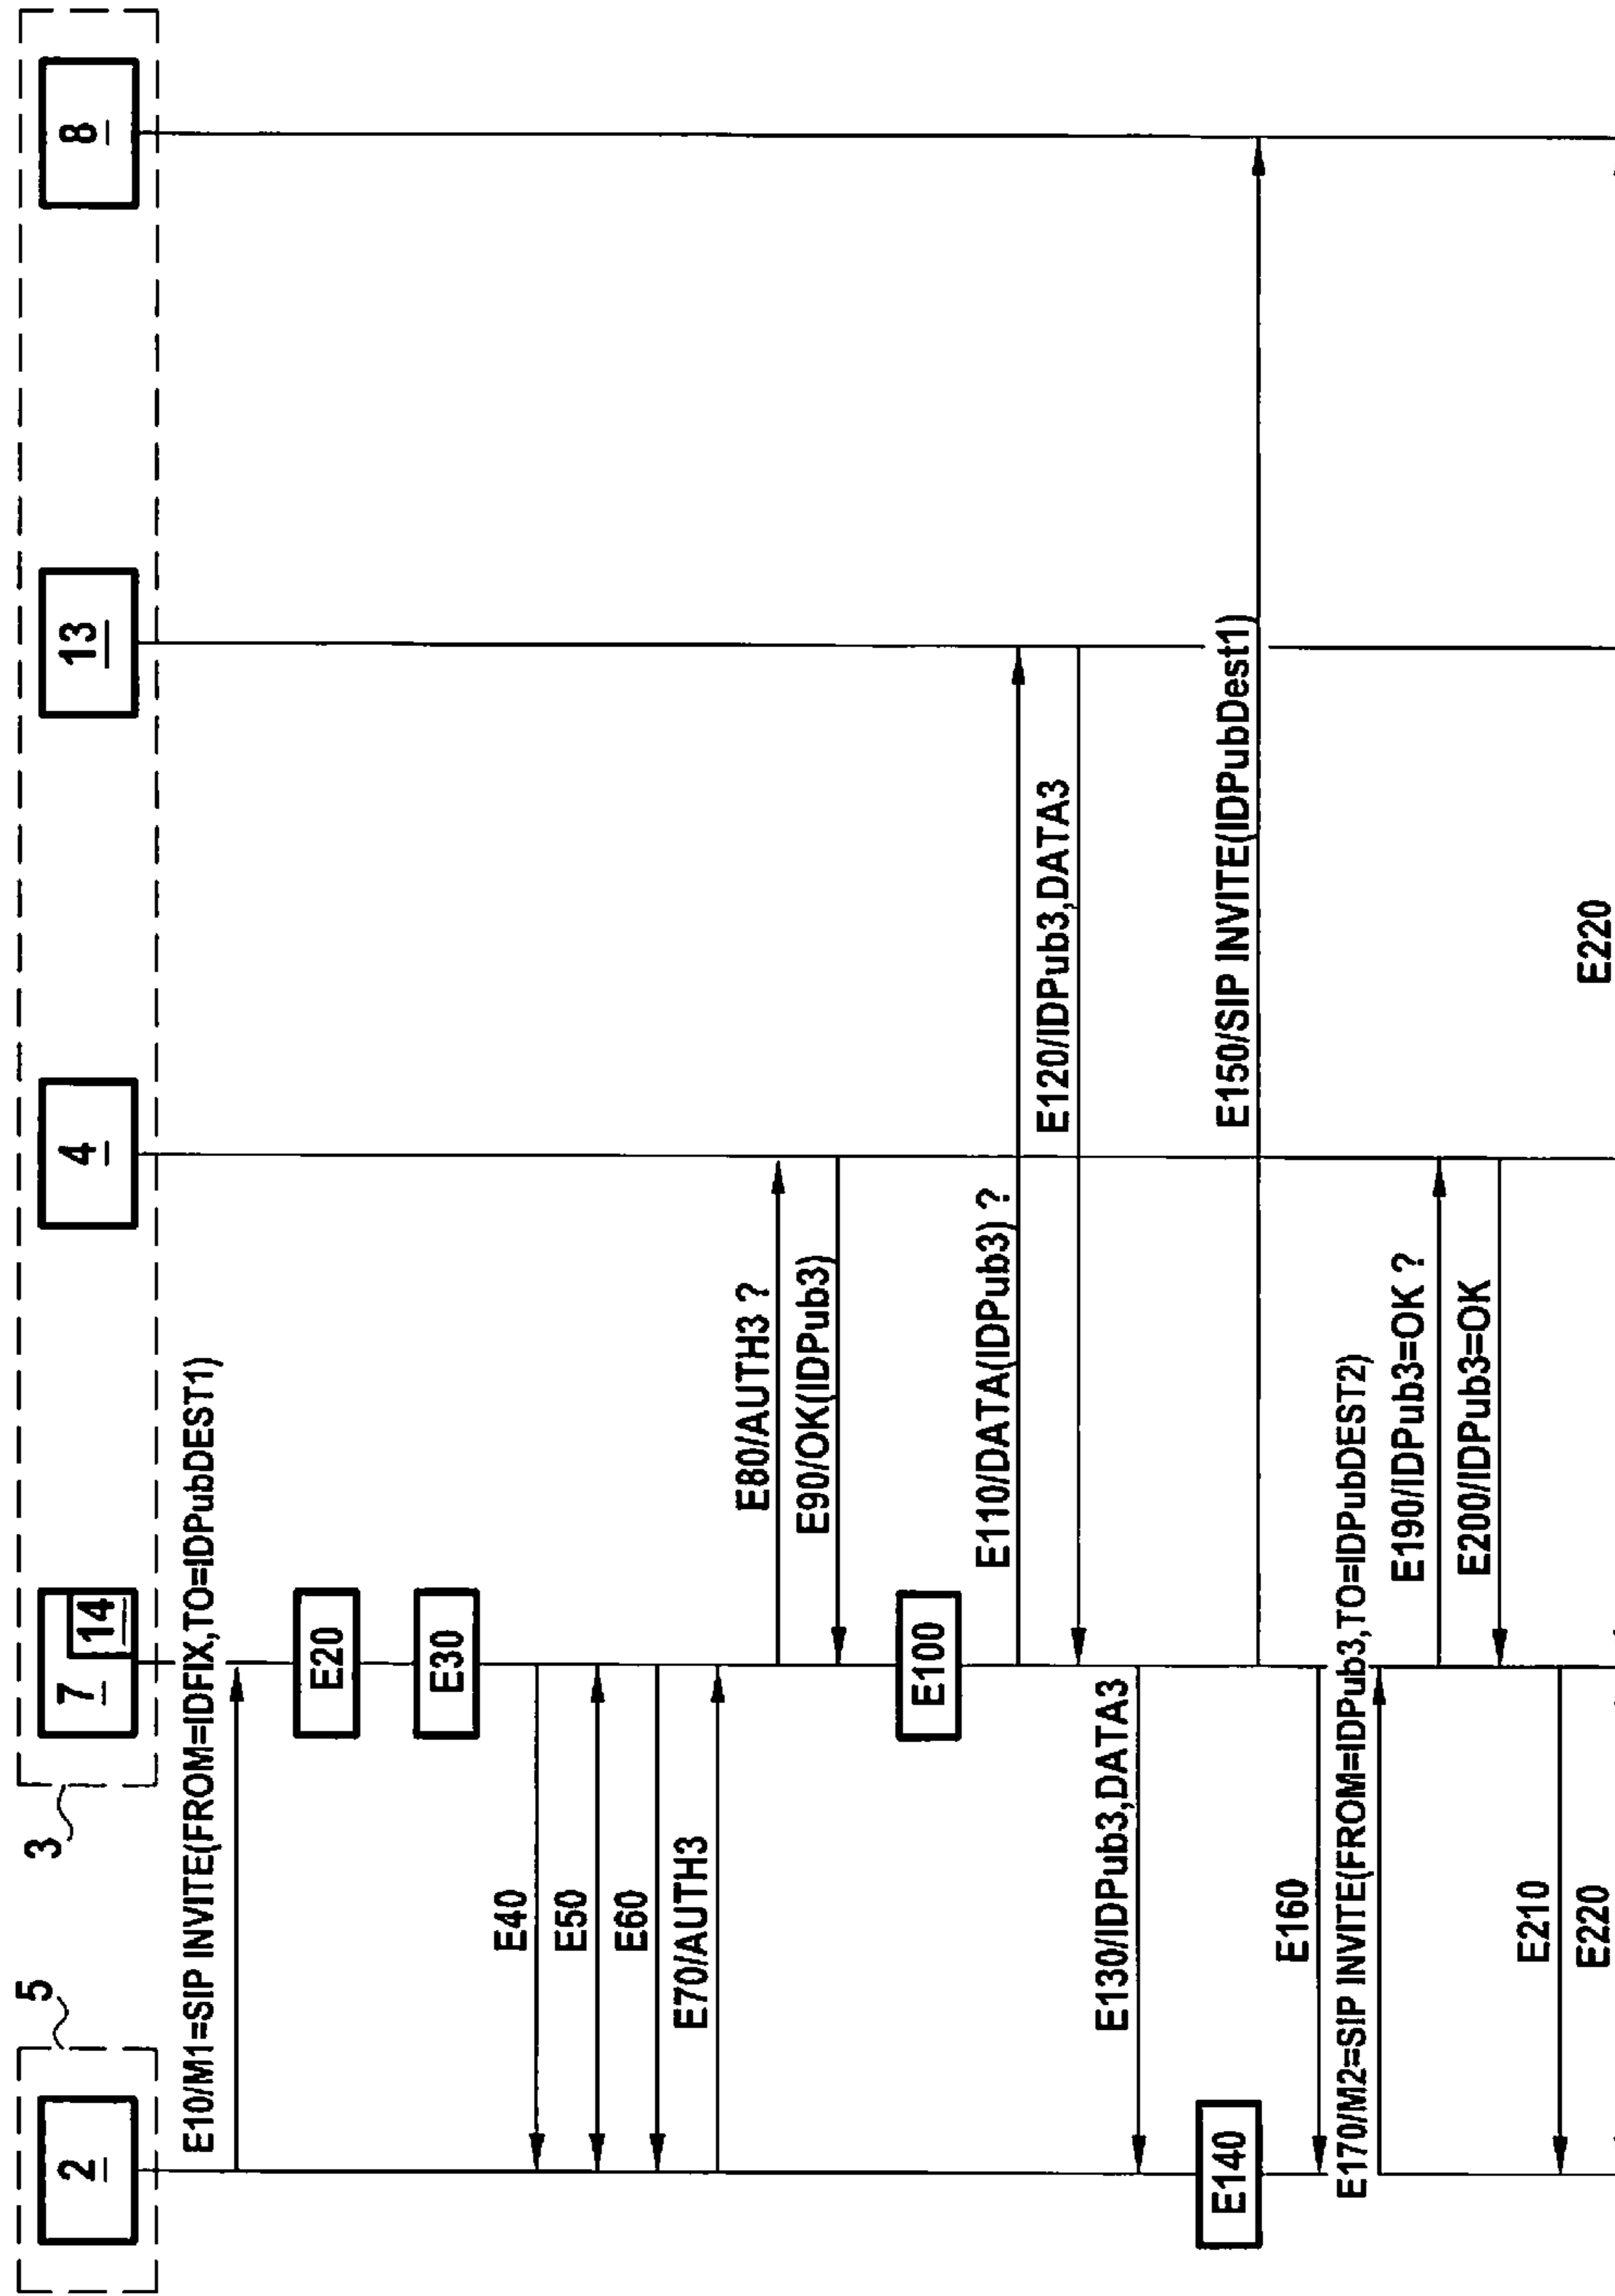 5
3
2
7
14
4
13
8
E10/M1=SIP INVITE(FROM=IDFIX,TO=IDPubDEST1)
E20
E30
E40
E50
E60
E70/AUTH3
E80/AUTH3 ?
E90/OK(IDPub3)
E100
E110/DATA(IDPub3) ?
E120/IDPub3,DATA3
E130/IDPub3,DATA3
E140
E150/SIP INVITE(IDPubDest1)
E160
E170/M2=SIP INVITE(FROM=IDPub3,TO=IDPubDEST2)
E190/IDPub3=OK ?
E200/IDPub3=OK
E210
E220
E220